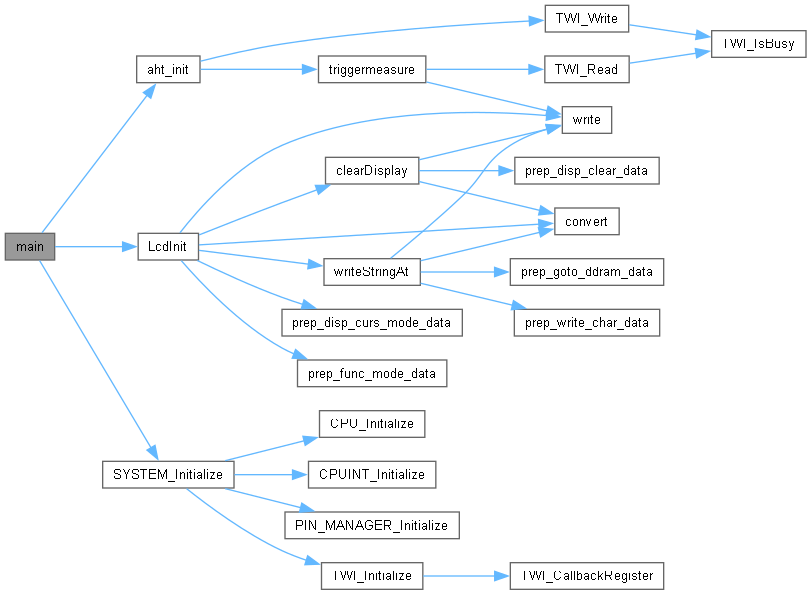 TWI_Write
TWI_IsBusy
aht_init
triggermeasure
TWI_Read
write
clearDisplay
prep_disp_clear_data
convert
main
LcdInit
writeStringAt
prep_goto_ddram_data
prep_disp_curs_mode_data
prep_write_char_data
prep_func_mode_data
CPU_Initialize
SYSTEM_Initialize
CPUINT_Initialize
PIN_MANAGER_Initialize
TWI_Initialize
TWI_CallbackRegister